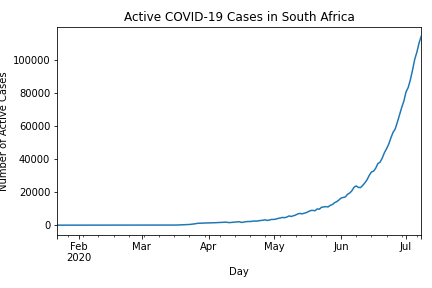 Active COVID-19 Cases in South Africa
Number of Active Cases
100000
80000
60000
40000
20000
0
Feb
2020
Mar
Apr
May
Jun
Jul
Day